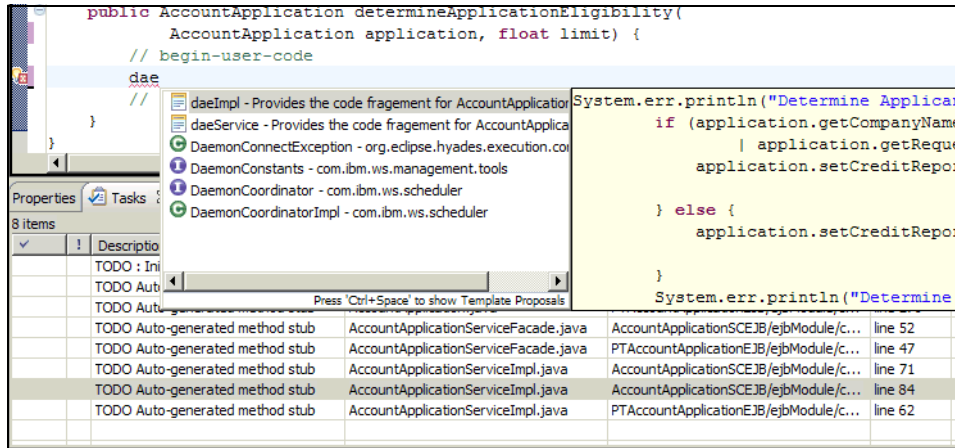 public AccountApplication determineApplicationEligibility(
AccountApplication application, float limit) {
// begin-user-code
dae
//
}
}
daeImpl - Provides the code fragement for AccountApplication
daeService - Provides the code fragement for AccountApplica
DaemonConnectException - org.eclipse.hyades.execution.co
DaemonConstants - com.ibm.ws.management.tools
DaemonCoordinator - com.ibm.ws.scheduler
DaemonCoordinatorImpl - com.ibm.ws.scheduler
Press 'Ctrl+Space' to show Template Proposals
System.err.println("Determine Applica
if (application.getCompanyName
| application.getReque
application.setCreditRepor
} else {
application.setCreditRepor
}
System.err.println("Determine
Properties Tasks
8 items
! Descriptio
TODO : Ini
TODO Aut
TODO Aut
TODO Auto-generated method stub AccountApplicationServiceFacade.java AccountApplicationSCEJB/ejbModule/c... line 52
TODO Auto-generated method stub AccountApplicationServiceFacade.java PTAccountApplicationEJB/ejbModule/c... line 47
TODO Auto-generated method stub AccountApplicationServiceImpl.java AccountApplicationSCEJB/ejbModule/c... line 71
TODO Auto-generated method stub AccountApplicationServiceImpl.java AccountApplicationSCEJB/ejbModule/c... line 84
TODO Auto-generated method stub AccountApplicationServiceImpl.java PTAccountApplicationEJB/ejbModule/c... line 62